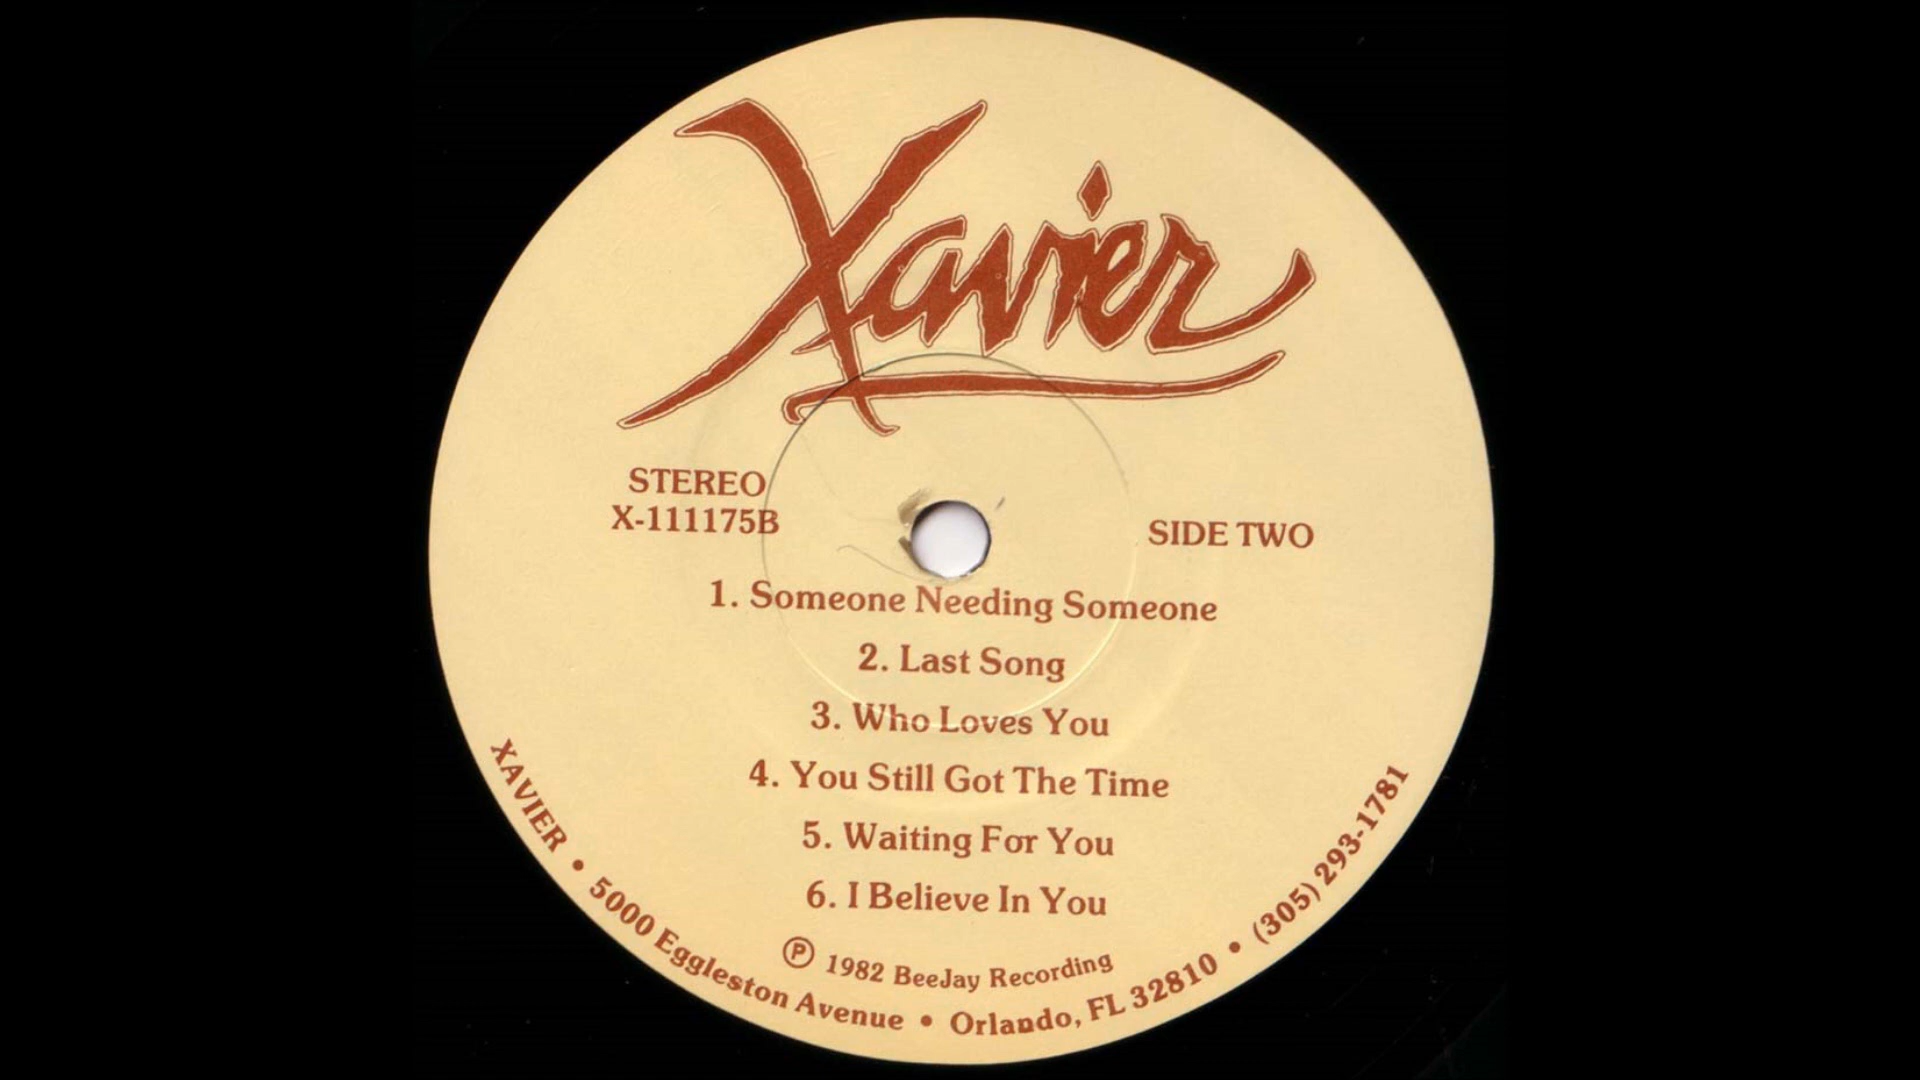 Xavier
STEREO
X-111175B
SIDE TWO
1. Someone Needing Someone
2. Last Song
3. Who Loves You
4. You Still Got The Time
5. Waiting For You
6. I Believe In You
Ⓟ 1982 BeeJay Recording
XAVIER • 5000 Eggleston Avenue • Orlando, FL 32810 • (305) 293-1781